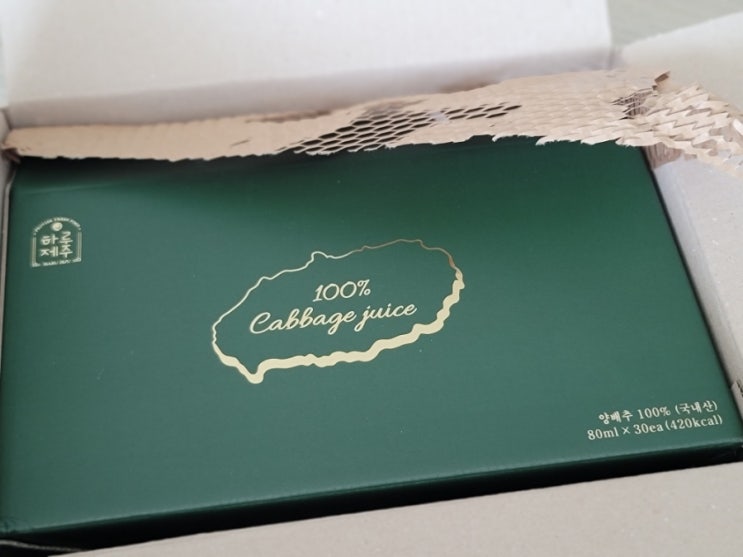 하루
제주
100%
Cabbage juice
양배추 100% (국내산)
80ml × 30ea (420kcal)